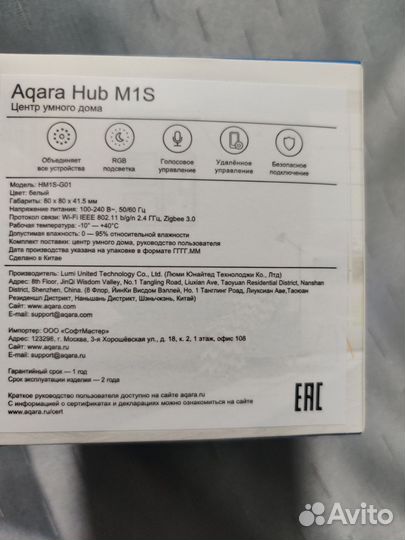 Aqara Hub M1S
Центр умного дома
Объединяет
все устройства
RGB
подсветка
Голосовое
управление
Удалённое
управление
Безопасное
подключение
Модель: HM1S-G01
Цвет: белый
Габариты: 80 x 80 x 41.5 мм
Напряжение питания: 100-240 В~, 50/60 Гц
Протокол связи: Wi-Fi IEEE 802.11 b/g/n 2.4 ГГц, Zigbee 3.0
Рабочая температура: -10° — +40°C
Допустимая влажность: 0 — 95% относительной влажности
Комплект поставки: центр умного дома, руководство пользователя
Дата производства указана на упаковке в формате ГГГГ.ММ
Сделано в Китае
Производитель: Lumi United Technology Co., Ltd. (Люми Юнайтед Технолоджи Ко., Лтд)
Адрес: 8th Floor, JinQi Wisdom Valley, No.1 Tangling Road, Liuxian Ave, Taoyuan Residential District, Nanshan
District, Shenzhen, China. (8 Флор, ЙинКи Висдом Вэллей, Но. 1 Танглинг Роад, Лиуксиан Аве,Таоюан
Резиденшл Дистрикт, Наньшань Дистрикт, Шэньчжэнь, Китай)
Сайт: www.aqara.com
E-mail: support@aqara.com
Импортер: ООО «СофтМастер»
Адрес: 123298, г. Москва, 3-я Хорошёвская ул., д. 18, к. 2, 1 этаж, офис 108
Сайт: www.aqara.ru
E-mail: support@aqara.ru
Гарантийный срок — 1 год
Срок эксплуатации изделия — 2 года
Краткое руководство пользователя доступно на сайте aqara.ru
С информацией о сертификатах и декларациях можно ознакомиться на сайте
www.aqara.ru/cert
EAC
Avito